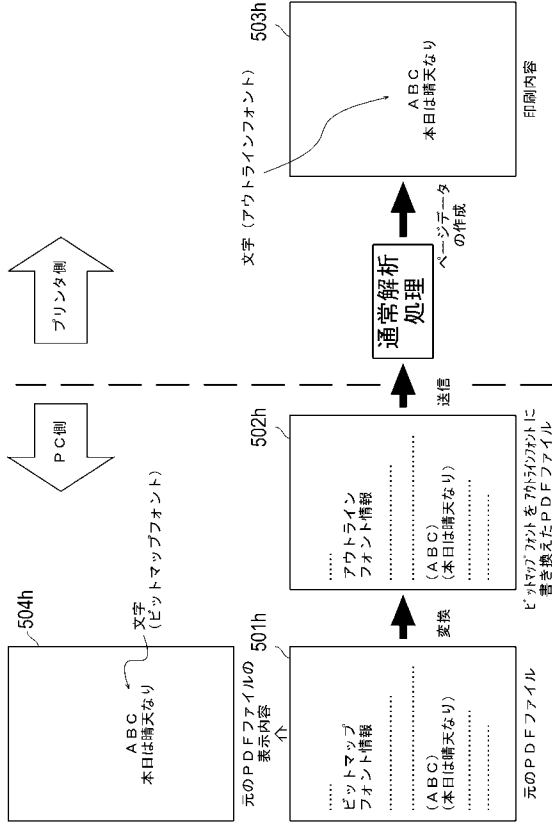 PC側
プリンタ側
504h
ABC
本日は晴天なり
文字
(ビットマップフォント)
元のPDFファイルの
表示内容
501h
ビットマップ
フォント情報
(ABC)
(本日は晴天なり)
元のPDFファイル
変換
502h
アウトライン
フォント情報
(ABC)
(本日は晴天なり)
ビットマップフォントをアウトラインフォントに
書き換えたPDFファイル
送信
通常解析
処理
ページデータ
の作成
文字(アウトラインフォント)
503h
ABC
本日は晴天なり
印刷内容